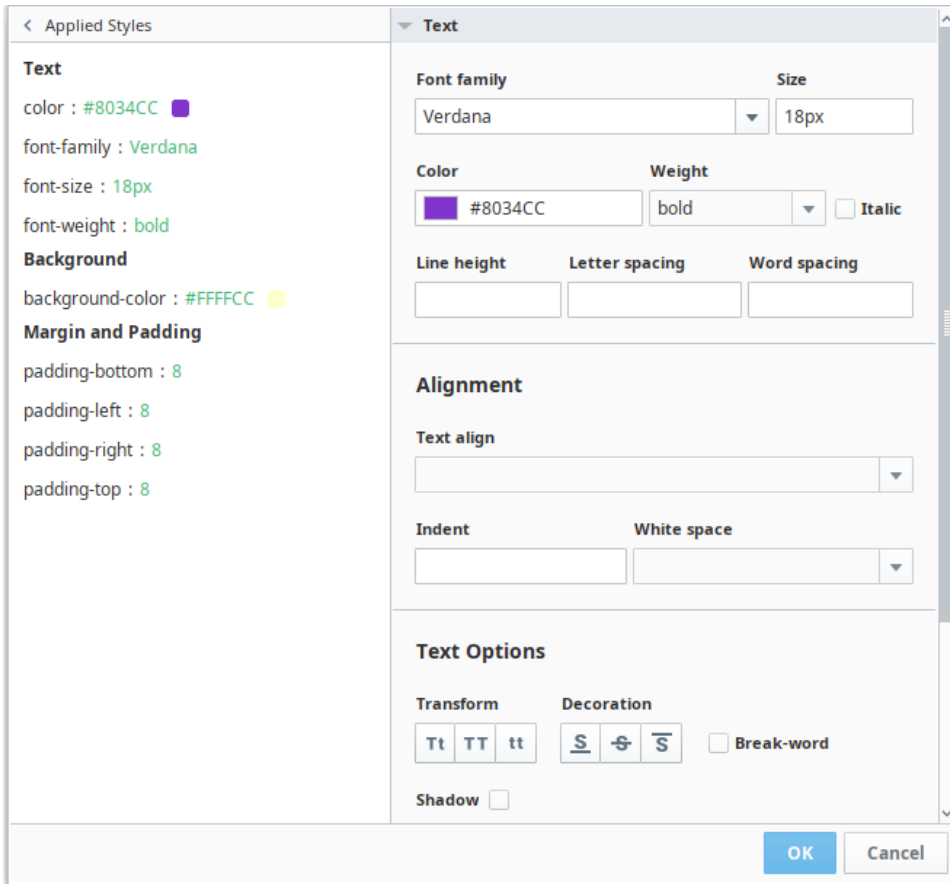 Applied Styles
Text
color : #8034CC
font-family : Verdana
font-size : 18px
font-weight : bold
Background
background-color : #FFFFCC
Margin and Padding
padding-bottom : 8
padding-left : 8
padding-right : 8
padding-top : 8
Text
Font family Size
Verdana 18px
Color Weight
#8034CC bold Italic
Line height Letter spacing Word spacing
Alignment
Text align
Indent White space
Text Options
Transform Decoration
Tt TT tt S S S Break-word
Shadow
OK Cancel